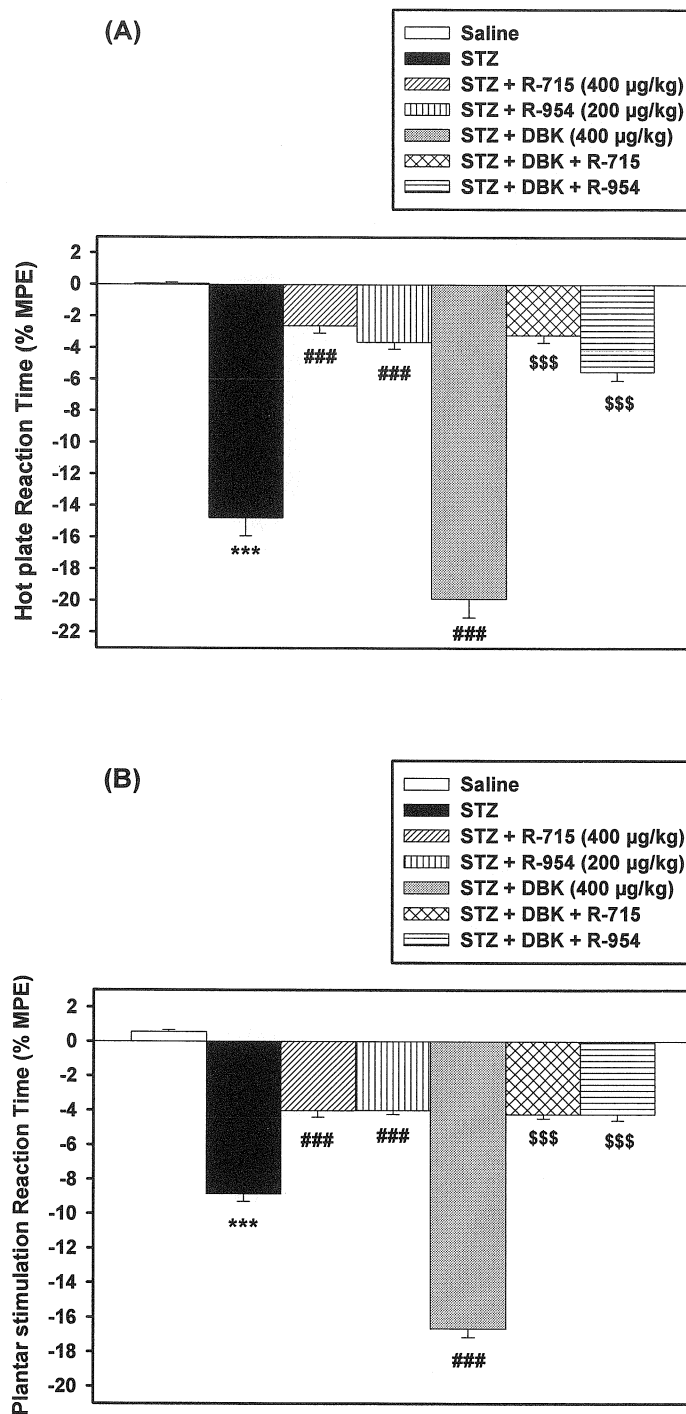 (A)
Saline
STZ
STZ + R-715 (400 µg/kg)
STZ + R-954 (200 µg/kg)
STZ + DBK (400 µg/kg)
STZ + DBK + R-715
STZ + DBK + R-954
Hot plate Reaction Time (% MPE)
2
0
-2
-4
-6
-8
-10
-12
-14
-16
-18
-20
-22
***
###
###
###
$$$
$$$
(B)
Saline
STZ
STZ + R-715 (400 µg/kg)
STZ + R-954 (200 µg/kg)
STZ + DBK (400 µg/kg)
STZ + DBK + R-715
STZ + DBK + R-954
Plantar stimulation Reaction Time (% MPE)
2
0
-2
-4
-6
-8
-10
-12
-14
-16
-18
-20
***
###
###
###
$$$
$$$